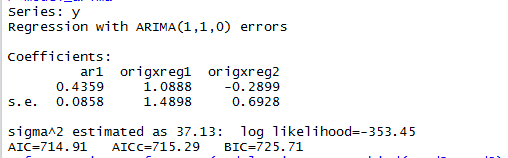 Series: y
Regression with ARIMA(1,1,0) errors
Coefficients:
ar1 origxreg1 origxreg2
0.4359 1.0888 -0.2899
s.e. 0.0858 1.4898 0.6928
sigma^2 estimated as 37.13: log likelihood=-353.45
AIC=714.91 AICc=715.29 BIC=725.71